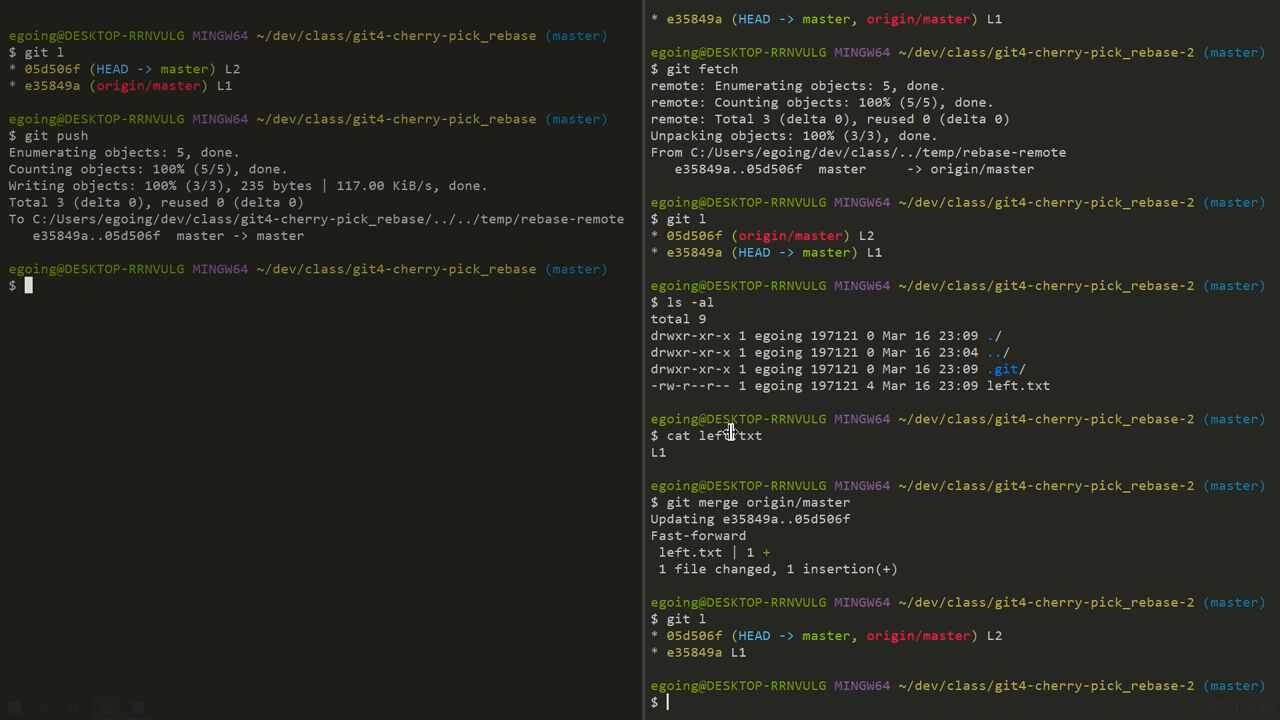 egoing@DESKTOP-RRNVULG MINGW64 ~/dev/class/git4-cherry-pick_rebase (master)
$ git l
* 05d506f (HEAD -> master) L2
* e35849a (origin/master) L1
egoing@DESKTOP-RRNVULG MINGW64 ~/dev/class/git4-cherry-pick_rebase (master)
$ git push
Enumerating objects: 5, done.
Counting objects: 100% (5/5), done.
Writing objects: 100% (3/3), 235 bytes | 117.00 KiB/s, done.
Total 3 (delta 0), reused 0 (delta 0)
To C:/Users/egoing/dev/class/git4-cherry-pick_rebase/../../temp/rebase-remote
   e35849a..05d506f  master -> master
egoing@DESKTOP-RRNVULG MINGW64 ~/dev/class/git4-cherry-pick_rebase (master)
$
* e35849a (HEAD -> master, origin/master) L1
egoing@DESKTOP-RRNVULG MINGW64 ~/dev/class/git4-cherry-pick_rebase-2 (master)
$ git fetch
remote: Enumerating objects: 5, done.
remote: Counting objects: 100% (5/5), done.
remote: Total 3 (delta 0), reused 0 (delta 0)
Unpacking objects: 100% (3/3), done.
From C:/Users/egoing/dev/class/../temp/rebase-remote
   e35849a..05d506f  master     -> origin/master
egoing@DESKTOP-RRNVULG MINGW64 ~/dev/class/git4-cherry-pick_rebase-2 (master)
$ git l
* 05d506f (origin/master) L2
* e35849a (HEAD -> master) L1
egoing@DESKTOP-RRNVULG MINGW64 ~/dev/class/git4-cherry-pick_rebase-2 (master)
$ ls -al
total 9
drwxr-xr-x 1 egoing 197121 0 Mar 16 23:09 ./
drwxr-xr-x 1 egoing 197121 0 Mar 16 23:04 ../
drwxr-xr-x 1 egoing 197121 0 Mar 16 23:09 .git/
-rw-r--r-- 1 egoing 197121 4 Mar 16 23:09 left.txt
egoing@DESKTOP-RRNVULG MINGW64 ~/dev/class/git4-cherry-pick_rebase-2 (master)
$ cat left.txt
L1
egoing@DESKTOP-RRNVULG MINGW64 ~/dev/class/git4-cherry-pick_rebase-2 (master)
$ git merge origin/master
Updating e35849a..05d506f
Fast-forward
 left.txt | 1 +
 1 file changed, 1 insertion(+)
egoing@DESKTOP-RRNVULG MINGW64 ~/dev/class/git4-cherry-pick_rebase-2 (master)
$ git l
* 05d506f (HEAD -> master, origin/master) L2
* e35849a L1
egoing@DESKTOP-RRNVULG MINGW64 ~/dev/class/git4-cherry-pick_rebase-2 (master)
$